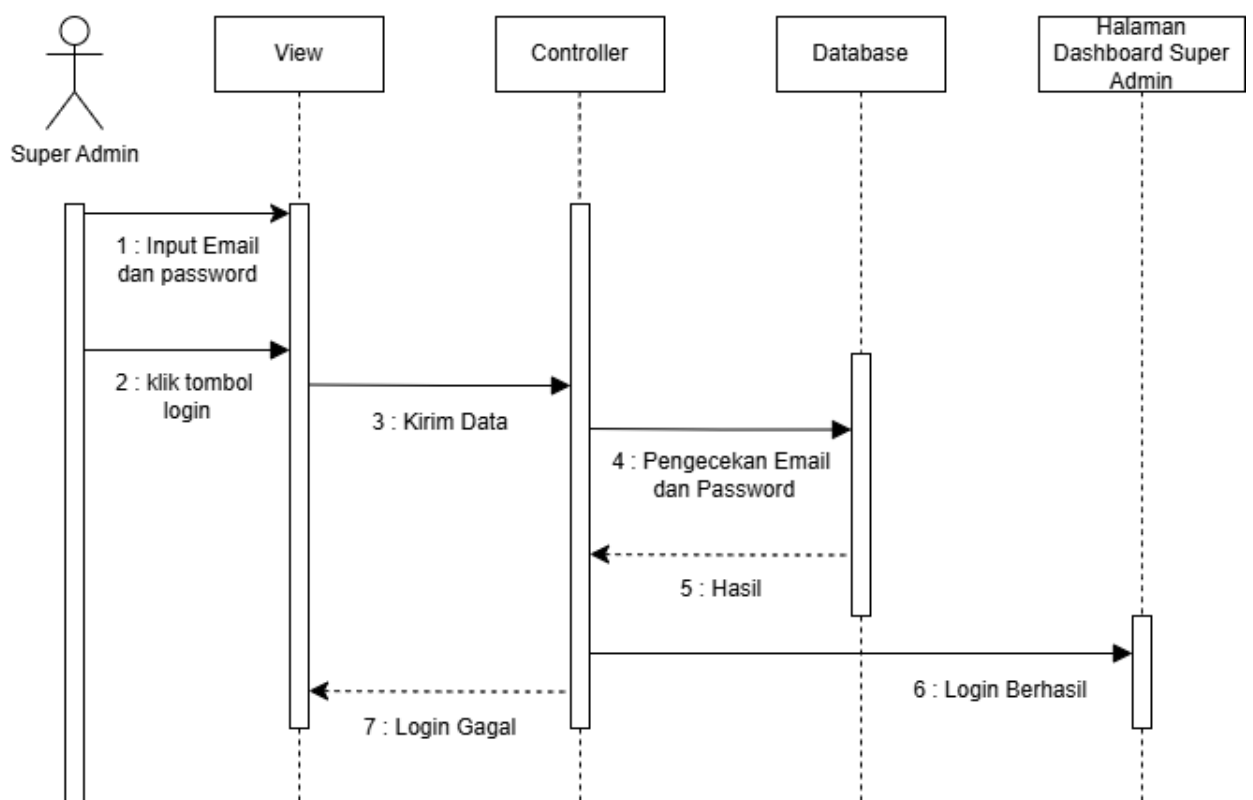 View
Controller
Database
Halaman
Dashboard Super
Admin
Super Admin
1 : Input Email
dan password
2 : klik tombol
login
3 : Kirim Data
4 : Pengecekan Email
dan Password
5 : Hasil
6 : Login Berhasil
7 : Login Gagal